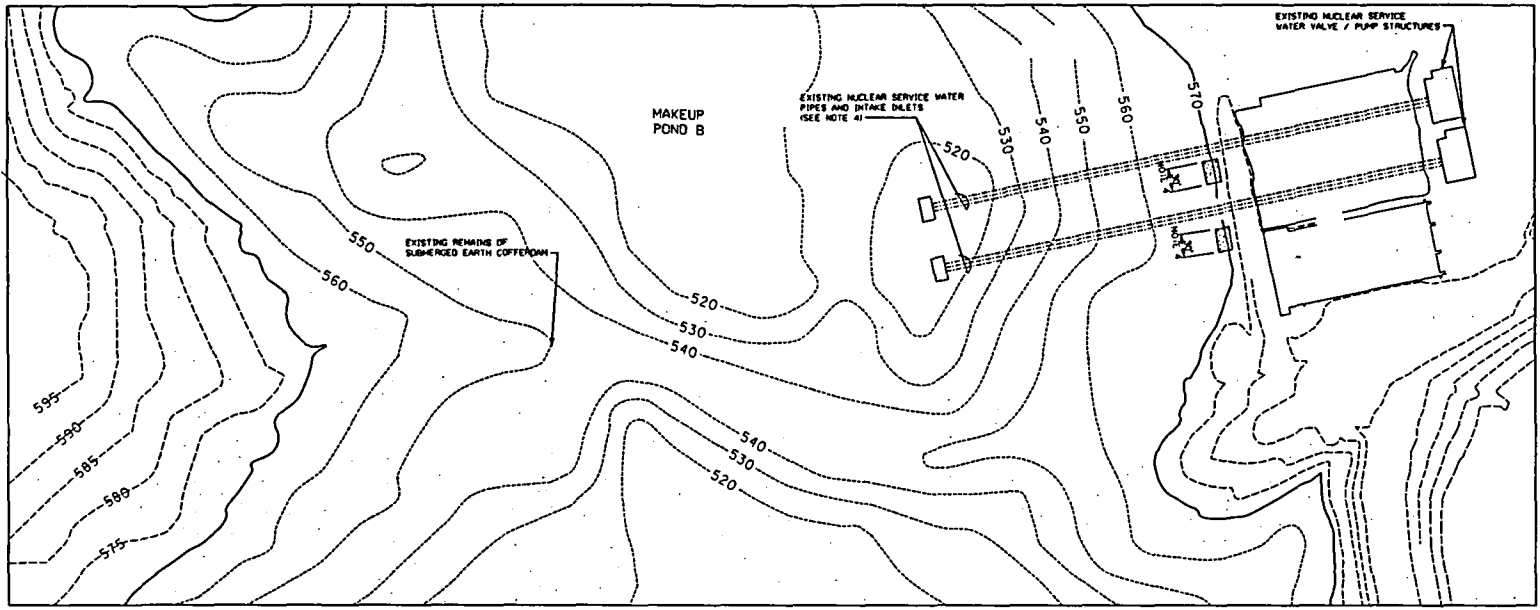 EXISTING NUCLEAR SERVICE
WATER VALVE / PUMP STRUCTURES
MAKEUP
POND B
EXISTING NUCLEAR SERVICE WATER
PIPES AND INTAKE INLETS
(SEE NOTE 4)
570
560
550
540
530
520
NOTE 4
NOTE 4
550
560
EXISTING REMAINS OF
SUBMERGED EARTH COFFERDAM
520
530
540
540
530
520
595
590
585
580
575